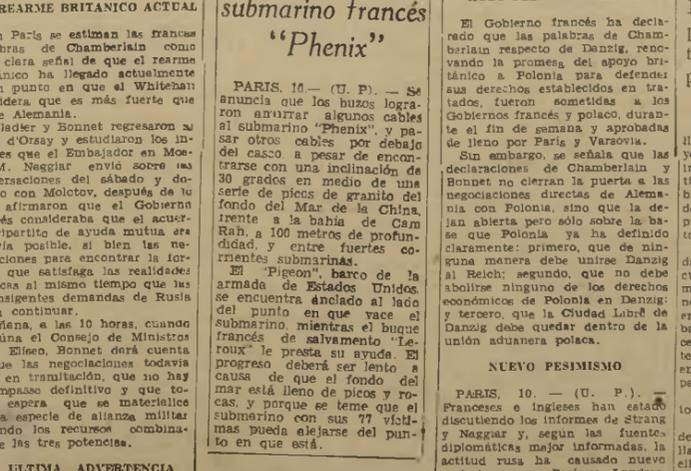 REARME BRITANICO ACTUAL
n Paris se estiman las francas
bras de Chamberlain como
clara señal de que el rearme
ánico ha llegado actualmente
punto en que el Whitehan
idera que es más fuerte que
e Alemania.
ladier y Bonnet regresaron al
d'Orsay y estudiaron los in-
es que el Embajador en Mos-
M. Naggiar envió sobre las
ersaciones del sábado y do-
o con Molotov, después de lo
afirmaron que el Gobierno
és consideraba que el acuer-
ipartito de ayuda mutua era
vía posible, si bien las ne-
ciones para encontrar la fór-
que satisfaga las realidades
cas al mismo tiempo que las
nsigentes demandas de Rusia
continuar.
ñana, a las 10 horas, cuando
úna el Consejo de Ministros
Eliseo, Bonnet dará cuenta
ue las negociaciones todavia
en tramitación, que no hay
mpasse definitivo y que to-
espera que se materialice
a especie de alianza militar
ndo los recursos combina-
e las tres potencias.
ULTIMA ADVERTENCIA
submarino francés
"Phenix"
PARIS, 10.— (U. P). — Se
anuncia que los buzos logra-
ron amarrar algunos cables
al submarino "Phenix", y pa-
sar otros cables por debajo
del casco, a pesar de encon-
trarse con una inclinación de
30 grados en medio de una
serie de picos de granito del
fondo del Mar de la China,
frente a la bahía de Cam
Rah, a 100 metros de profun-
didad, y entre fuertes co-
rrientes submarinas.
El "Pigeon", barco de la
armada de Estados Unidos,
se encuentra ánclado al lado
del punto en que yace el
submarino, mientras el buque
francés de salvamento "Le-
roux" le presta su ayuda. El
progreso deberá ser lento a
causa de que el fondo del
mar está lleno de picos y ro-
cas, y porque se teme que el
submarino con sus 77 vícti-
mas pueda alejarse del pun-
to en que está.
El Gobierno francés ha decla-
rado que las palabras de Cham-
berlain respecto de Danzig, reno-
vando la promesa del apoyo bri-
tánico a Polonia para defender
sus derechos establecidos en tra-
tados, fueron sometidas a los
Gobiernos francés y polaco, duran-
te el fin de semana y aprobadas
de lleno por Paris y Varsovia.
Sin embargo, se señala que las
declaraciones de Chamberlain y
Bonnet no cierran la puerta a las
negociaciones directas de Alema-
nia con Polonia, sino que la de-
jan abierta pero sólo sobre la ba-
se que Polonia ya ha definido
claramente: primero, que de nin-
guna manera debe unirse Danzig
al Reich; segundo, que no debe
abolirse ninguno de los derechos
económicos de Polonia en Danzig;
y tercero, que la Ciudad Libre de
Danzig debe quedar dentro de la
unión aduanera polaca.
NUEVO PESIMISMO
PARIS, 10. — (U. P.). —
Franceses e ingleses han estado
discutiendo los informes de Strang
y Naggiar y, según las fuentes
diplomáticas mejor informadas, la
actitud rusa ha causado nuevo